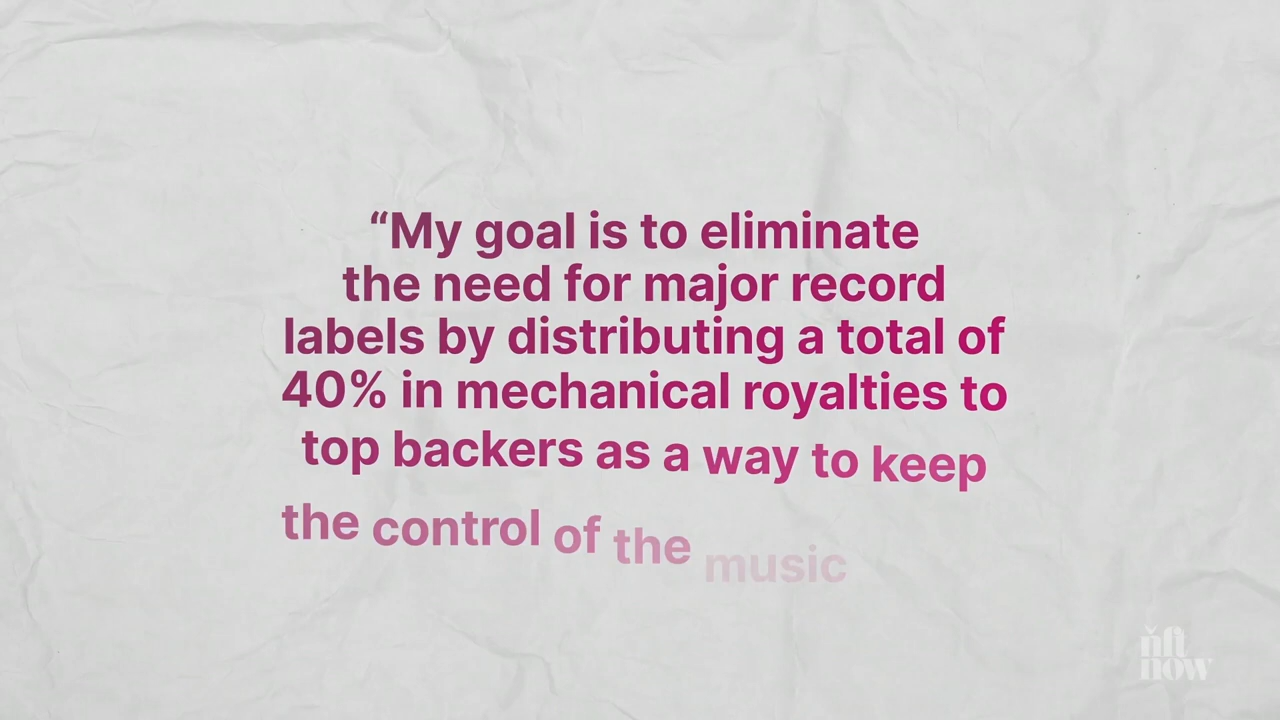 “My goal is to eliminate
the need for major record
labels by distributing a total of
40% in mechanical royalties to
top backers as a way to keep
the control of the music
nft
now